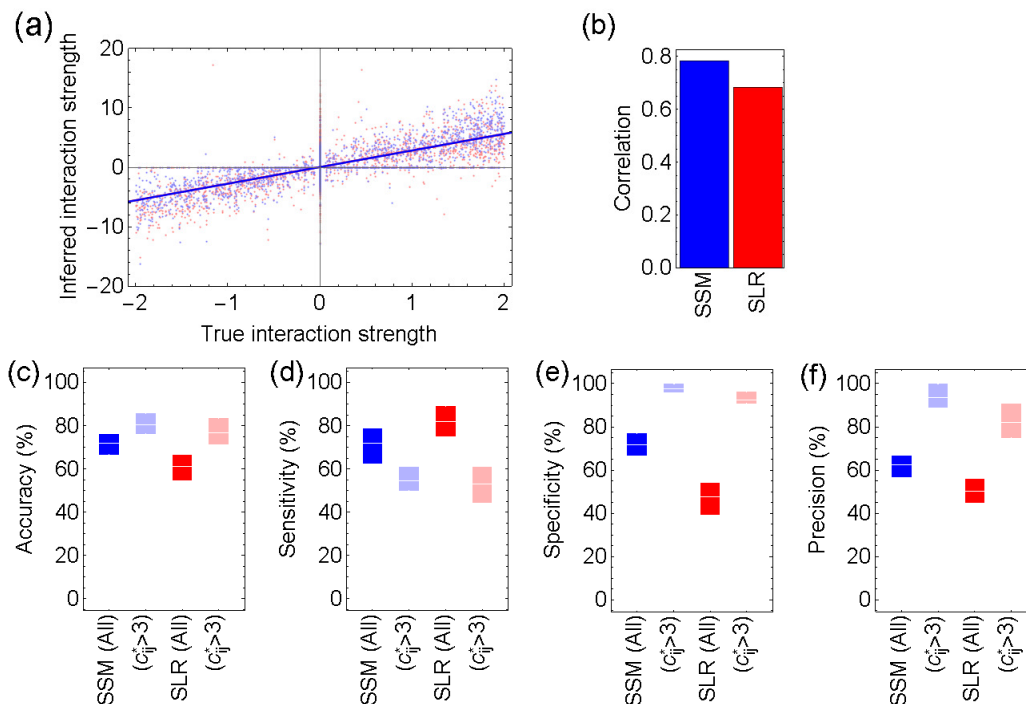 (a)
Inferred interaction strength
20
10
0
−10
−20
−2
−1
0
1
2
True interaction strength
(b)
Correlation
0.8
0.6
0.4
0.2
0.0
SSM
SLR
(c)
Accuracy (%)
100
80
60
40
20
0
SSM (All)
(c*ij>3)
SLR (All)
(c*ij>3)
(d)
Sensitivity (%)
100
80
60
40
20
0
SSM (All)
(c*ij>3)
SLR (All)
(c*ij>3)
(e)
Specificity (%)
100
80
60
40
20
0
SSM (All)
(c*ij>3)
SLR (All)
(c*ij>3)
(f)
Precision (%)
100
80
60
40
20
0
SSM (All)
(c*ij>3)
SLR (All)
(c*ij>3)